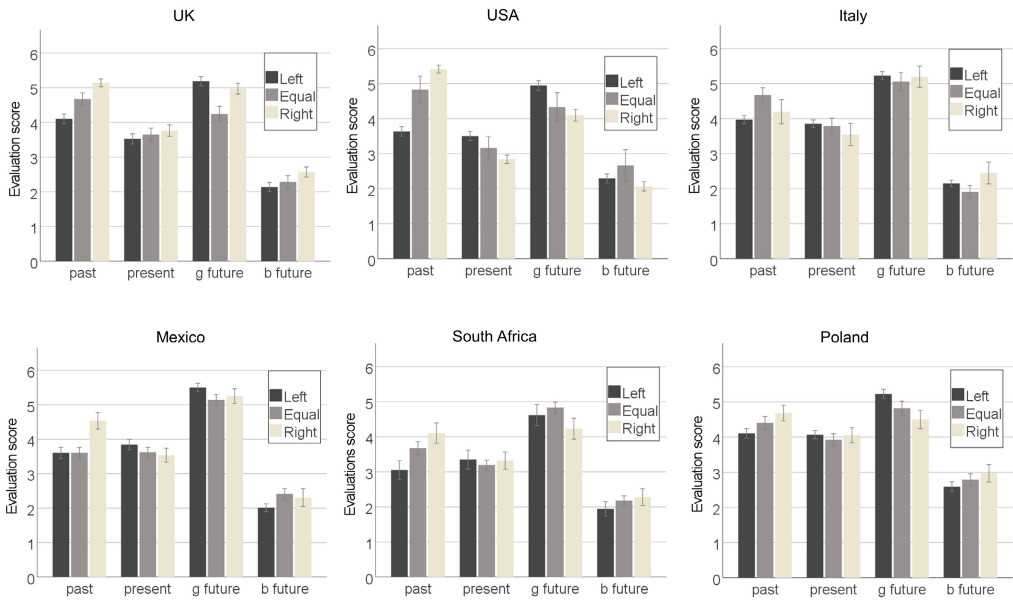 UK
Evaluation score
6
5
4
3
2
1
0
past present g future b future
Left
Equal
Right
USA
Evaluation score
6
5
4
3
2
1
0
past present g future b future
Left
Equal
Right
Italy
Evaluation score
6
5
4
3
2
1
0
past present g future b future
Left
Equal
Right
Mexico
Evaluation score
6
5
4
3
2
1
0
past present g future b future
Left
Equal
Right
South Africa
Evaluations score
6
5
4
3
2
1
0
past present g future b future
Left
Equal
Right
Poland
Evaluation score
6
5
4
3
2
1
0
past present g future b future
Left
Equal
Right